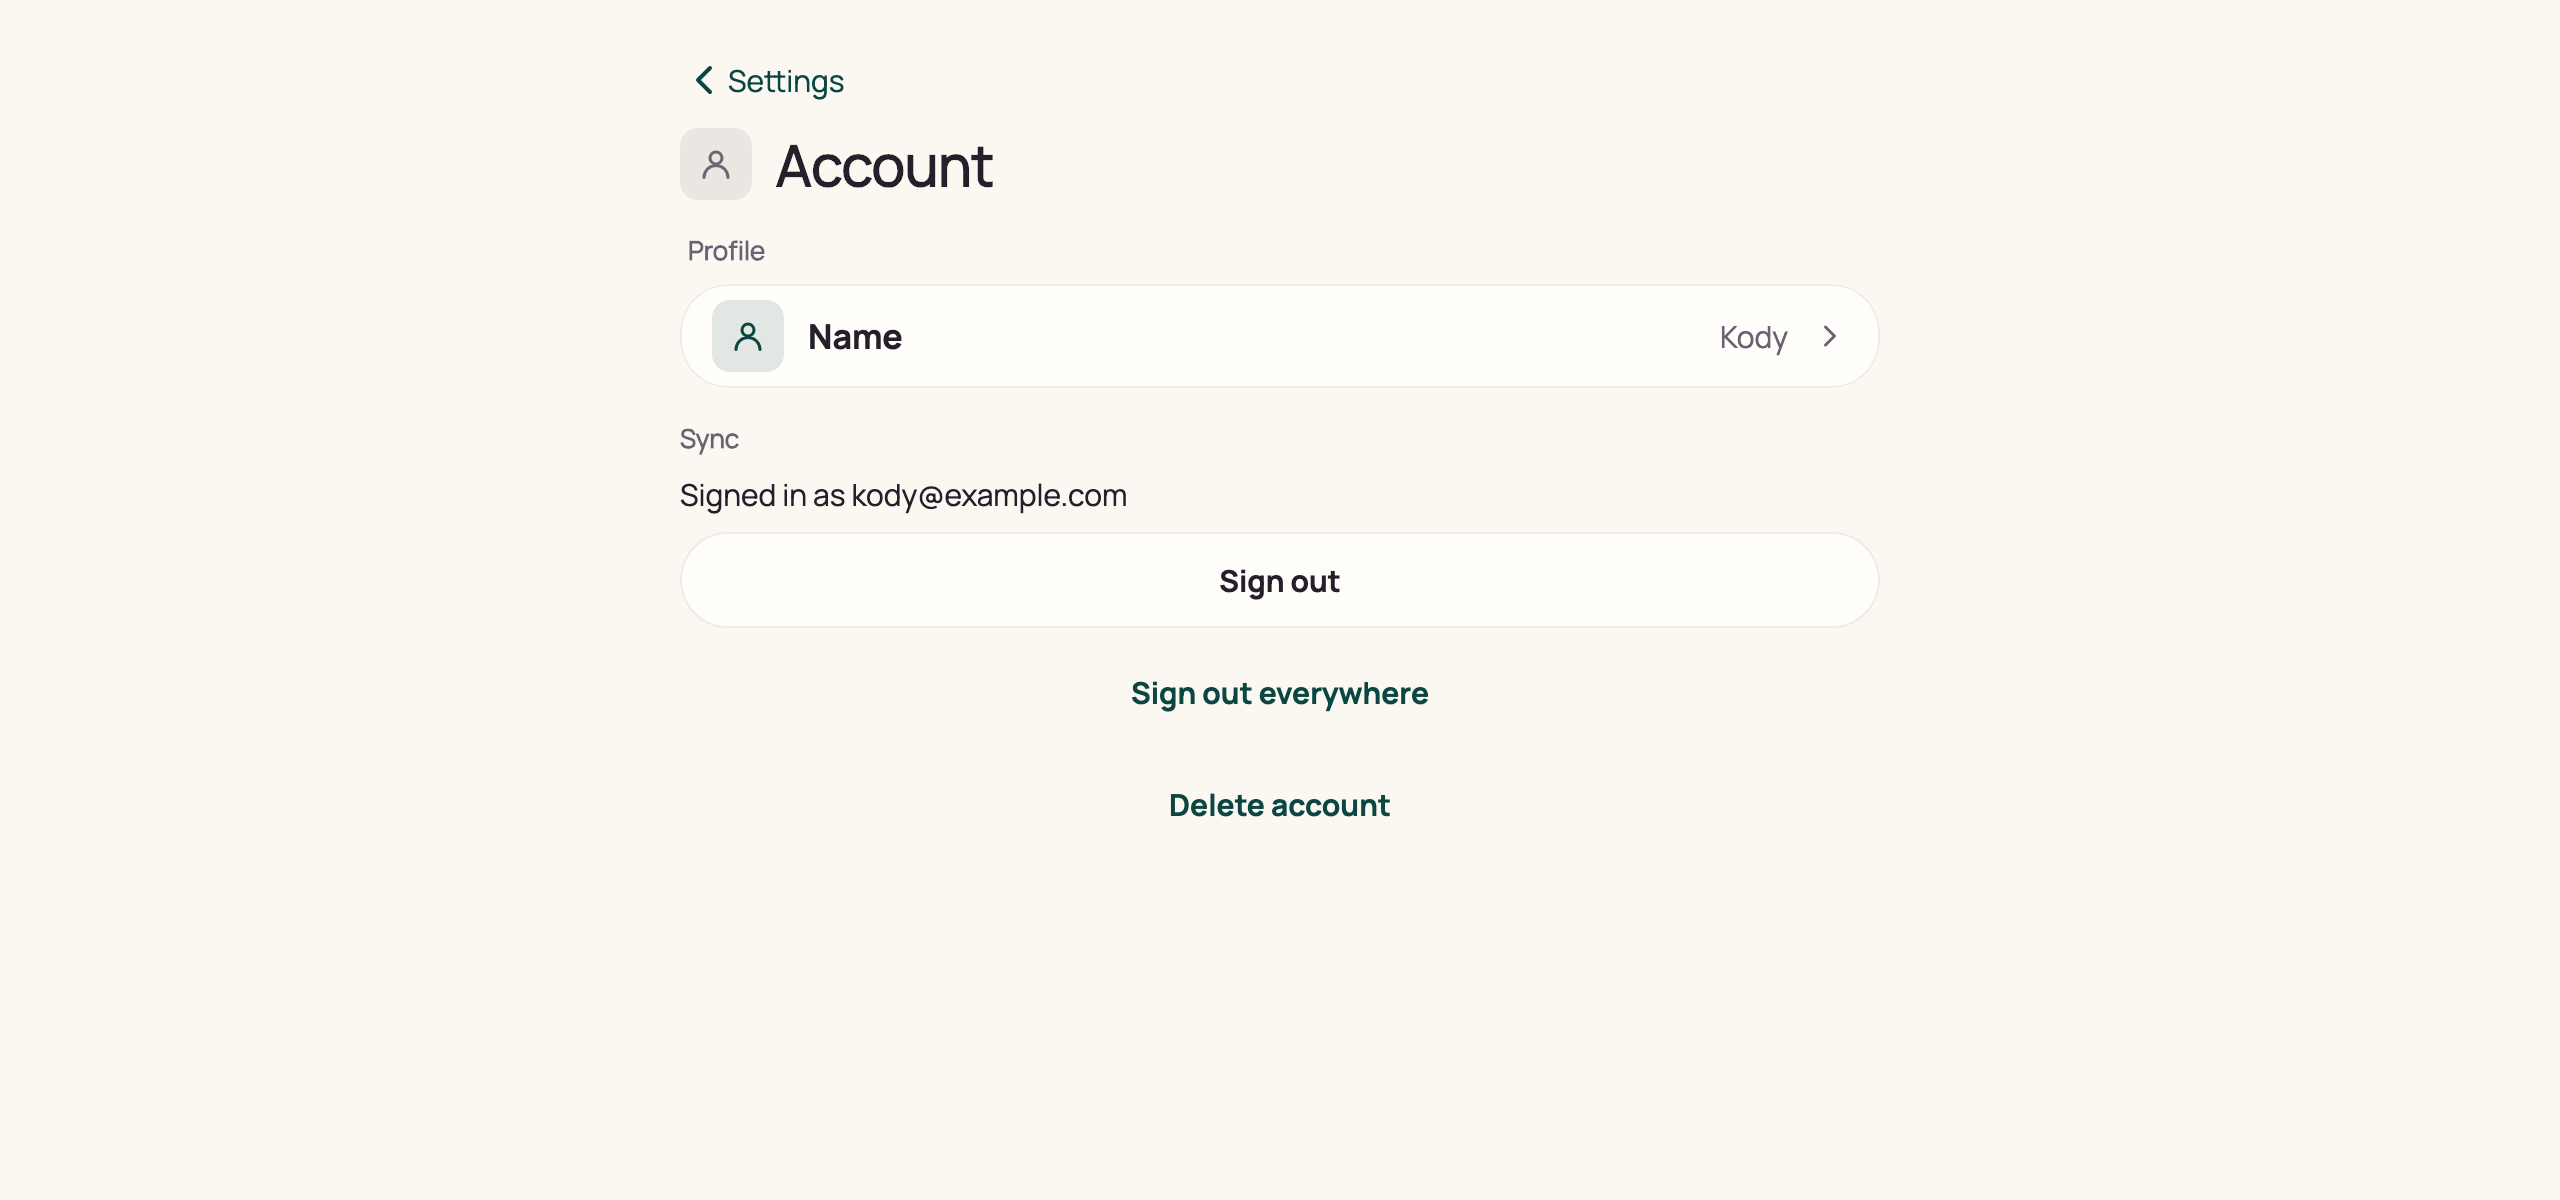 Settings
Account
Profile
Name Kody
Sync
Signed in as kody@example.com
Sign out
Sign out everywhere
Delete account